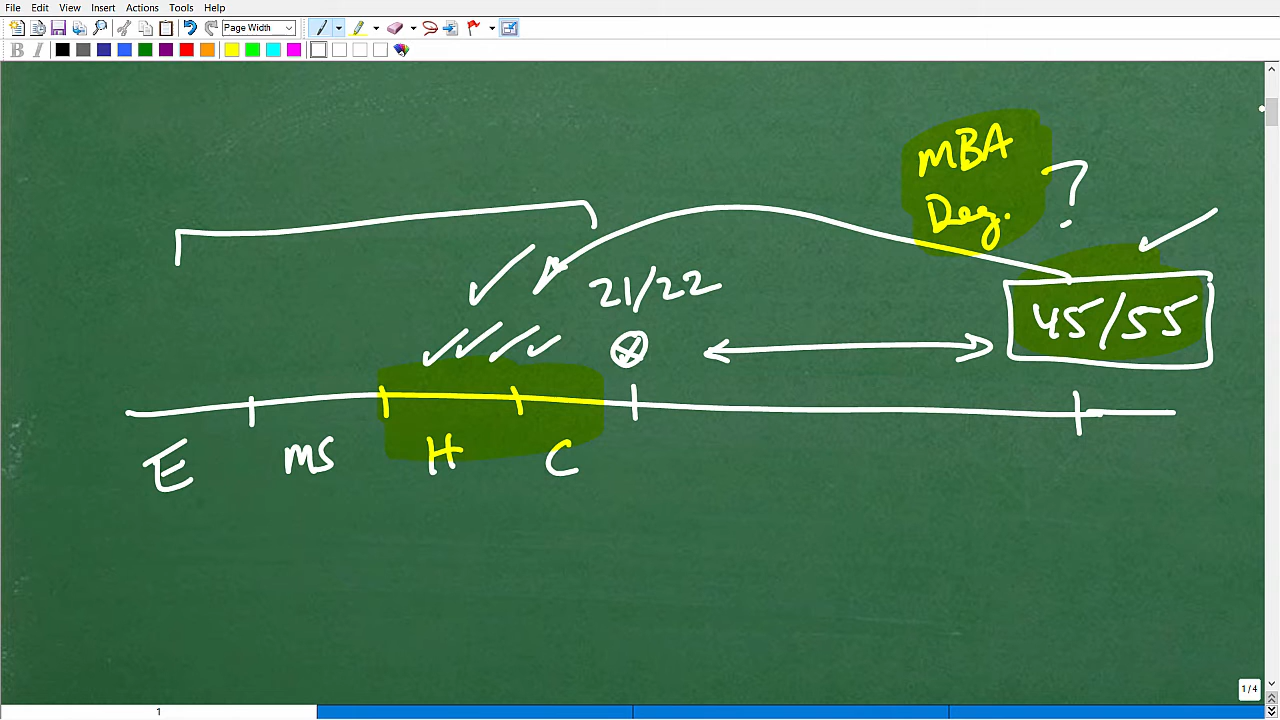 File Edit View Insert Actions Tools Help
Page Width
B I
MBA
Deg. ?
21/22
45/55
E MS H C
1/4
1